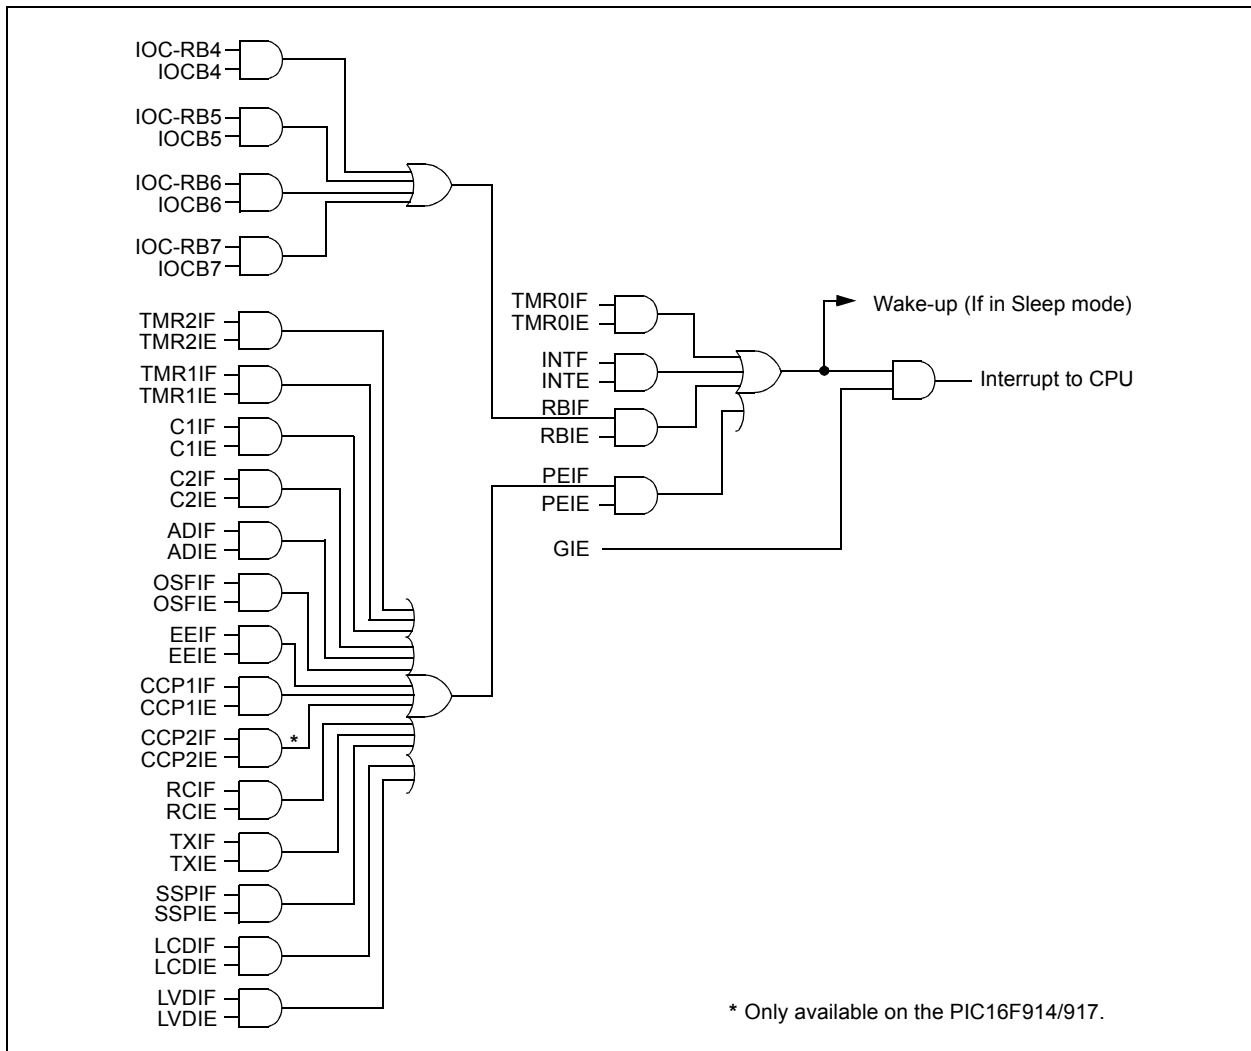 IOC-RB4
IOCB4
IOC-RB5
IOCB5
IOC-RB6
IOCB6
IOC-RB7
IOCB7
TMR2IF
TMR2IE
TMR1IF
TMR1IE
C1IF
C1IE
C2IF
C2IE
ADIF
ADIE
OSFIF
OSFIE
EEIF
EEIE
CCP1IF
CCP1IE
CCP2IF
CCP2IE
*
RCIF
RCIE
TXIF
TXIE
SSPIF
SSPIE
LCDIF
LCDIE
LVDIF
LVDIE
TMR0IF
TMR0IE
INTF
INTE
RBIF
RBIE
PEIF
PEIE
GIE
Wake-up (If in Sleep mode)
Interrupt to CPU
* Only available on the PIC16F914/917.